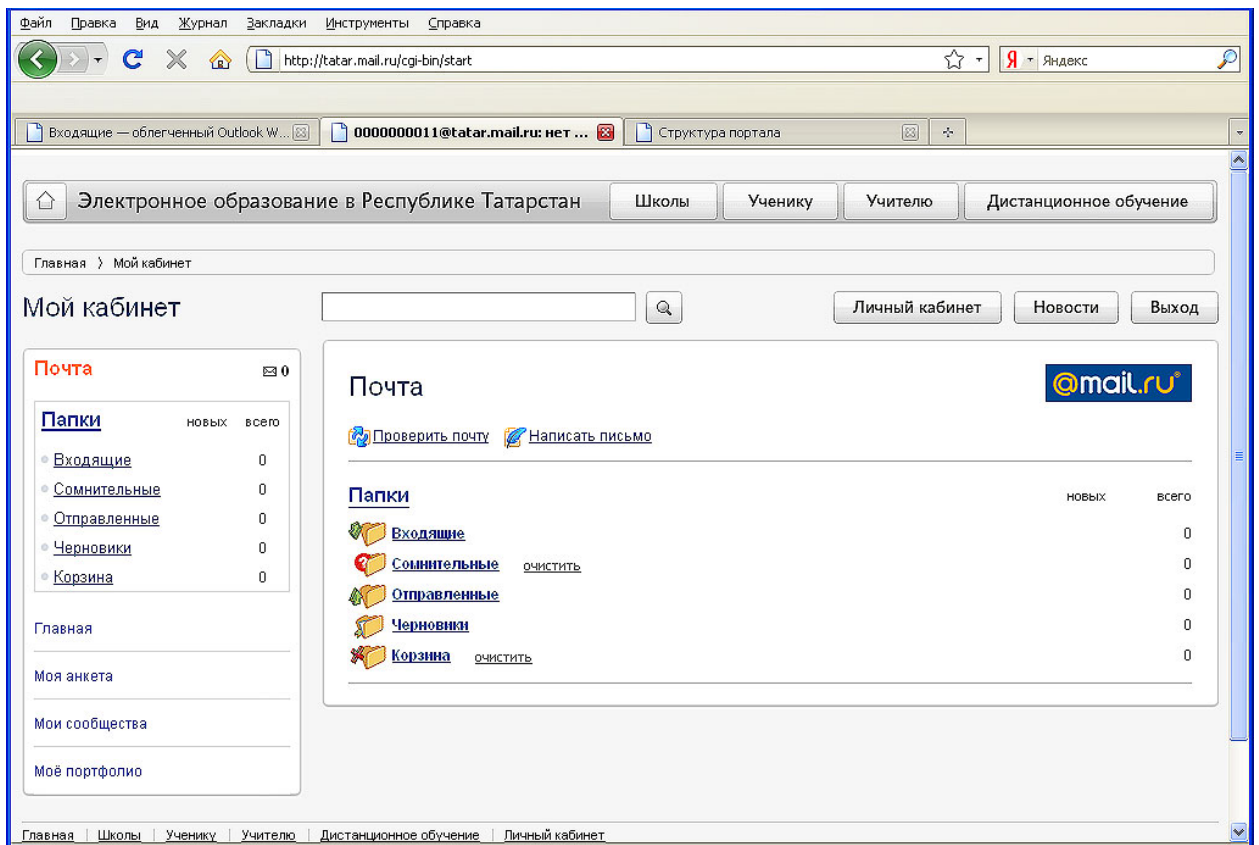 Файл Правка Вид Журнал Закладки Инструменты Справка
http://tatar.mail.ru/cgi-bin/start Я Яндекс
Входящие — облегченный Outlook W... 0000000011@tatar.mail.ru: нет ... Структура портала
Электронное образование в Республике Татарстан Школы Ученику Учителю Дистанционное обучение
Главная 〉 Мой кабинет
Мой кабинет Личный кабинет Новости Выход
Почта 0
Папки новых всего
Входящие 0
Сомнительные 0
Отправленные 0
Черновики 0
Корзина 0
Главная
Моя анкета
Мои сообщества
Моё портфолио
Почта @mail.ru®
Проверить почту Написать письмо
Папки новых всего
Входящие 0
Сомнительные очистить 0
Отправленные 0
Черновики 0
Корзина очистить 0
Главная | Школы | Ученику | Учителю | Дистанционное обучение | Личный кабинет